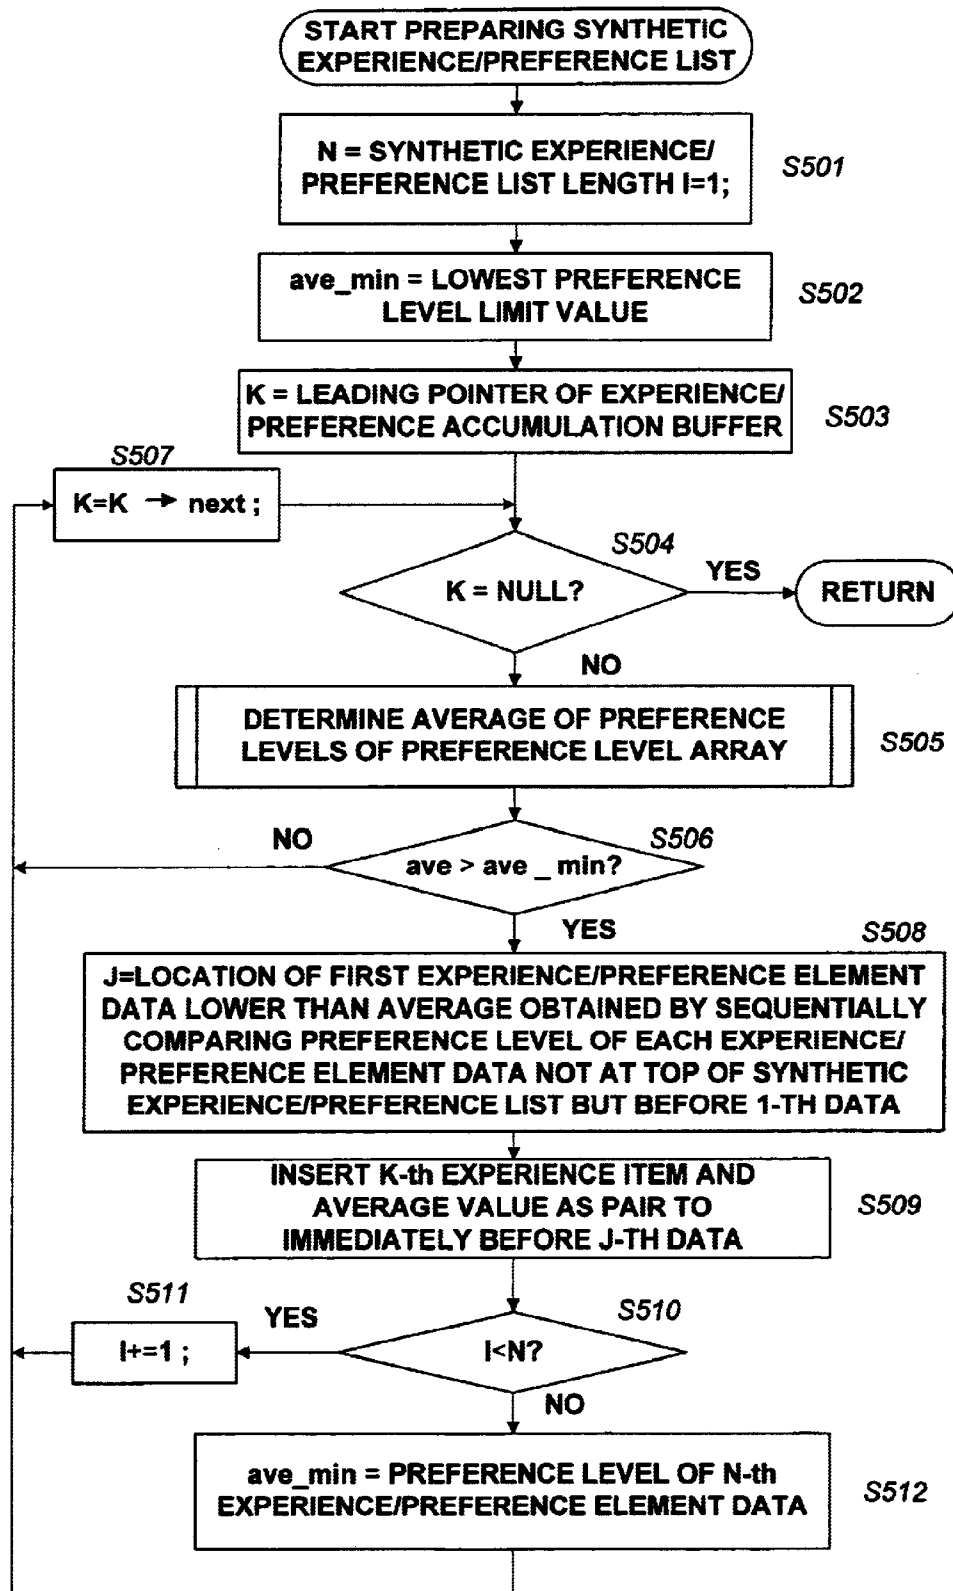 START PREPARING SYNTHETIC
EXPERIENCE/PREFERENCE LIST
N = SYNTHETIC EXPERIENCE/
PREFERENCE LIST LENGTH I=1;
S501
ave_min = LOWEST PREFERENCE
LEVEL LIMIT VALUE
S502
K = LEADING POINTER OF EXPERIENCE/
PREFERENCE ACCUMULATION BUFFER
S503
S507
K=K → next ;
S504
K = NULL?
YES
RETURN
NO
DETERMINE AVERAGE OF PREFERENCE
LEVELS OF PREFERENCE LEVEL ARRAY
S505
NO
S506
ave > ave _ min?
YES
S508
J=LOCATION OF FIRST EXPERIENCE/PREFERENCE ELEMENT
DATA LOWER THAN AVERAGE OBTAINED BY SEQUENTIALLY
COMPARING PREFERENCE LEVEL OF EACH EXPERIENCE/
PREFERENCE ELEMENT DATA NOT AT TOP OF SYNTHETIC
EXPERIENCE/PREFERENCE LIST BUT BEFORE 1-TH DATA
INSERT K-th EXPERIENCE ITEM AND
AVERAGE VALUE AS PAIR TO
IMMEDIATELY BEFORE J-TH DATA
S509
S511
YES
S510
I+=1 ;
I<N?
NO
ave_min = PREFERENCE LEVEL OF N-th
EXPERIENCE/PREFERENCE ELEMENT DATA
S512